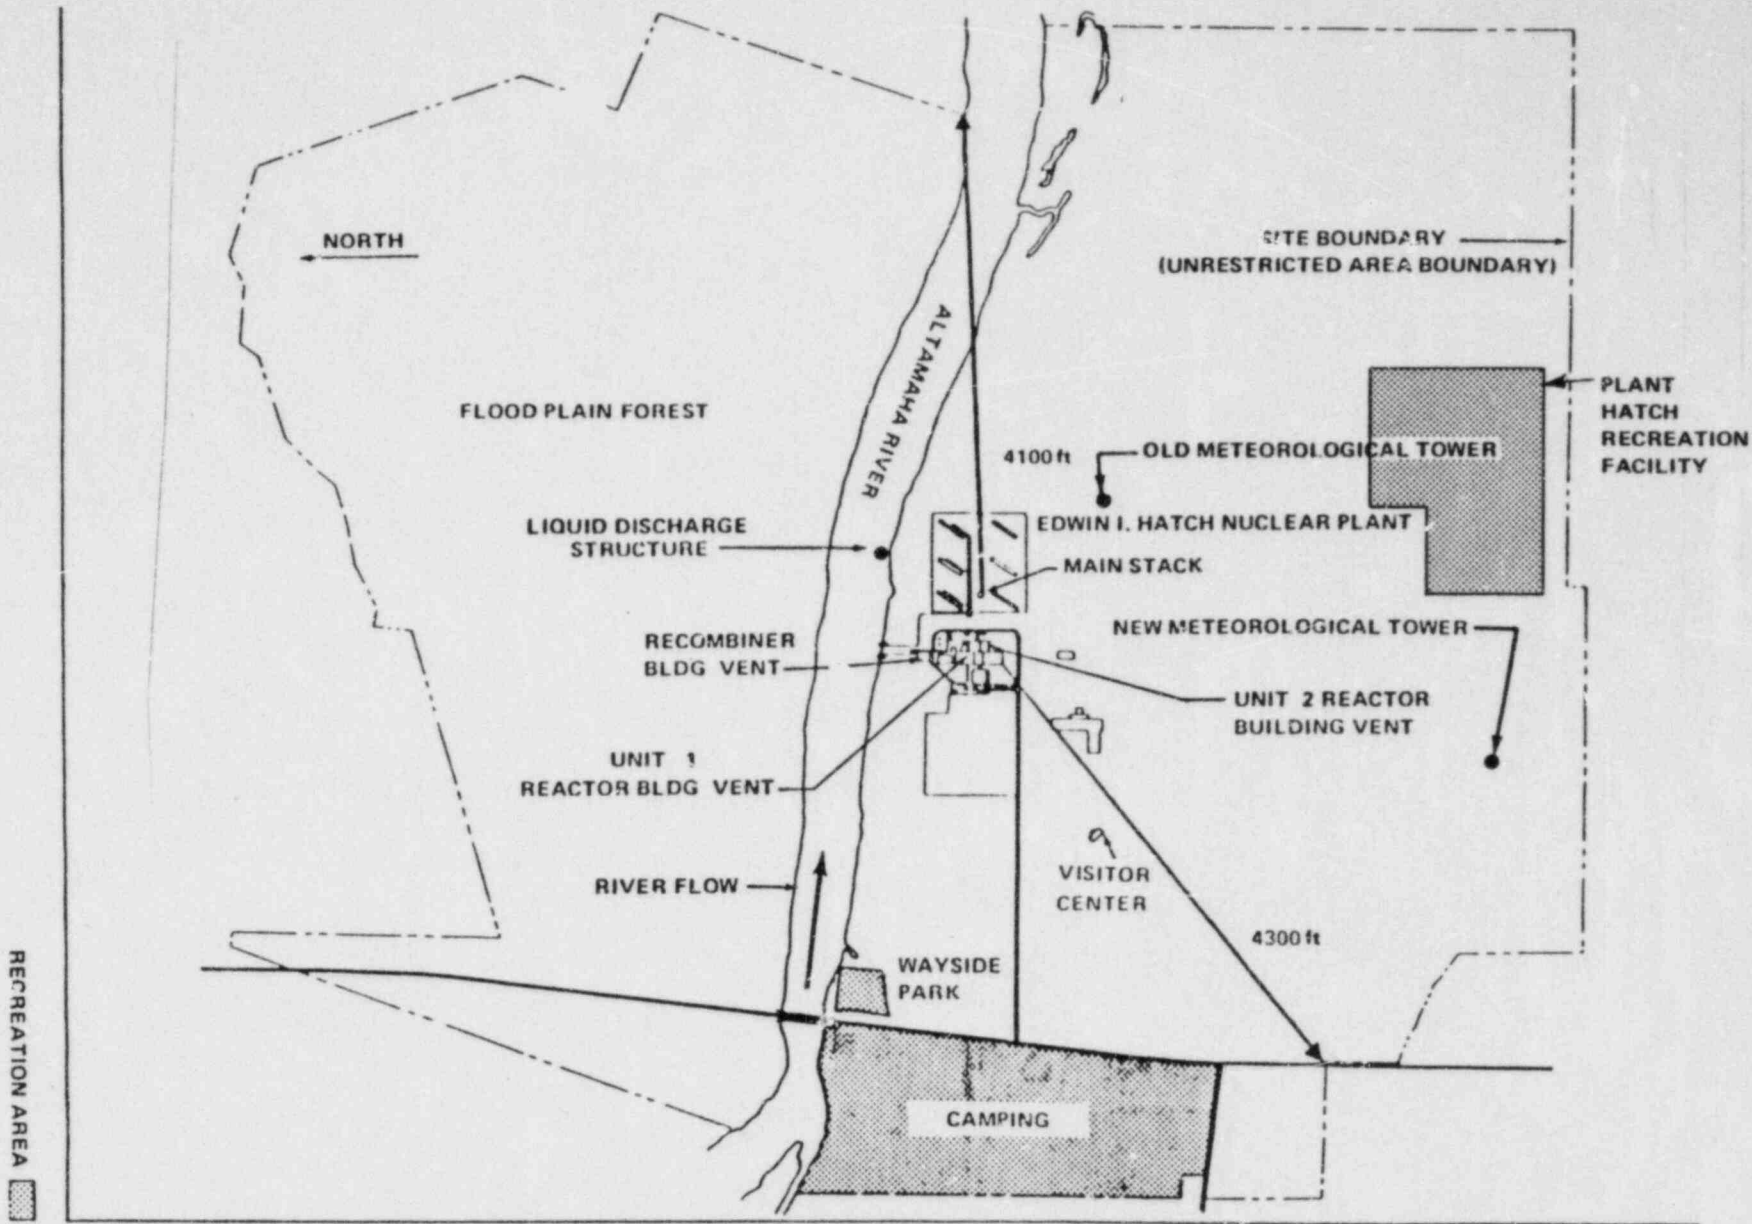 NORTH
SITE BOUNDARY
(UNRESTRICTED AREA BOUNDARY)
ALTAMAHA RIVER
PLANT
HATCH
RECREATION
FACILITY
FLOOD PLAIN FOREST
4100 ft
OLD METEOROLOGICAL TOWER
LIQUID DISCHARGE
STRUCTURE
EDWIN I. HATCH NUCLEAR PLANT
MAIN STACK
RECOMBINER
BLDG VENT
NEW METEOROLOGICAL TOWER
UNIT 2 REACTOR
BUILDING VENT
UNIT 1
REACTOR BLDG VENT
RIVER FLOW
VISITOR
CENTER
4300 ft
WAYSIDE
PARK
CAMPING
RECREATION AREA